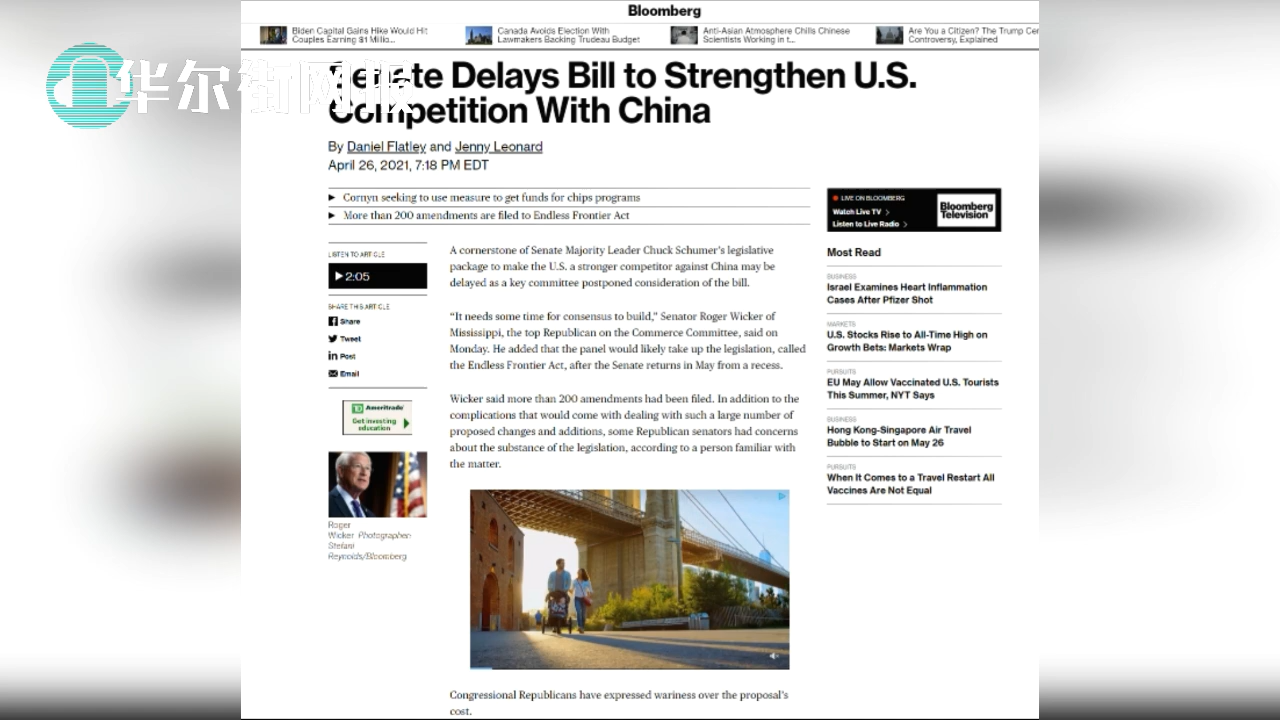 Bloomberg
Biden Capital Gains Hike Would Hit
Couples Earning $1 Millio...
Canada Avoids Election With
Lawmakers Backing Trudeau Budget
Anti-Asian Atmosphere Chills Chinese
Scientists Working in t...
Are You a Citizen? The Trump Cen
Controversy, Explained
华尔街网报
Delays Bill to Strengthen U.S.
Competition With China
By Daniel Flatley and Jenny Leonard
April 26, 2021, 7:18 PM EDT
Cornyn seeking to use measure to get funds for chips programs
More than 200 amendments are filed to Endless Frontier Act
LISTEN TO ARTICLE
2:05
SHARE THIS ARTICLE
Share
Tweet
Post
Email
Ameritrade
Get investing
education
Roger
Wicker Photographer:
Stefani
Reynolds/Bloomberg
A cornerstone of Senate Majority Leader Chuck Schumer's legislative
package to make the U.S. a stronger competitor against China may be
delayed as a key committee postponed consideration of the bill.
“It needs some time for consensus to build,” Senator Roger Wicker of
Mississippi, the top Republican on the Commerce Committee, said on
Monday. He added that the panel would likely take up the legislation, called
the Endless Frontier Act, after the Senate returns in May from a recess.
Wicker said more than 200 amendments had been filed. In addition to the
complications that would come with dealing with such a large number of
proposed changes and additions, some Republican senators had concerns
about the substance of the legislation, according to a person familiar with
the matter.
Congressional Republicans have expressed wariness over the proposal's
cost.
LIVE ON BLOOMBERG
Watch Live TV >
Listen to Live Radio >
Bloomberg
Television
Most Read
BUSINESS
Israel Examines Heart Inflammation
Cases After Pfizer Shot
MARKETS
U.S. Stocks Rise to All-Time High on
Growth Bets: Markets Wrap
PURSUITS
EU May Allow Vaccinated U.S. Tourists
This Summer, NYT Says
BUSINESS
Hong Kong-Singapore Air Travel
Bubble to Start on May 26
PURSUITS
When It Comes to a Travel Restart All
Vaccines Are Not Equal